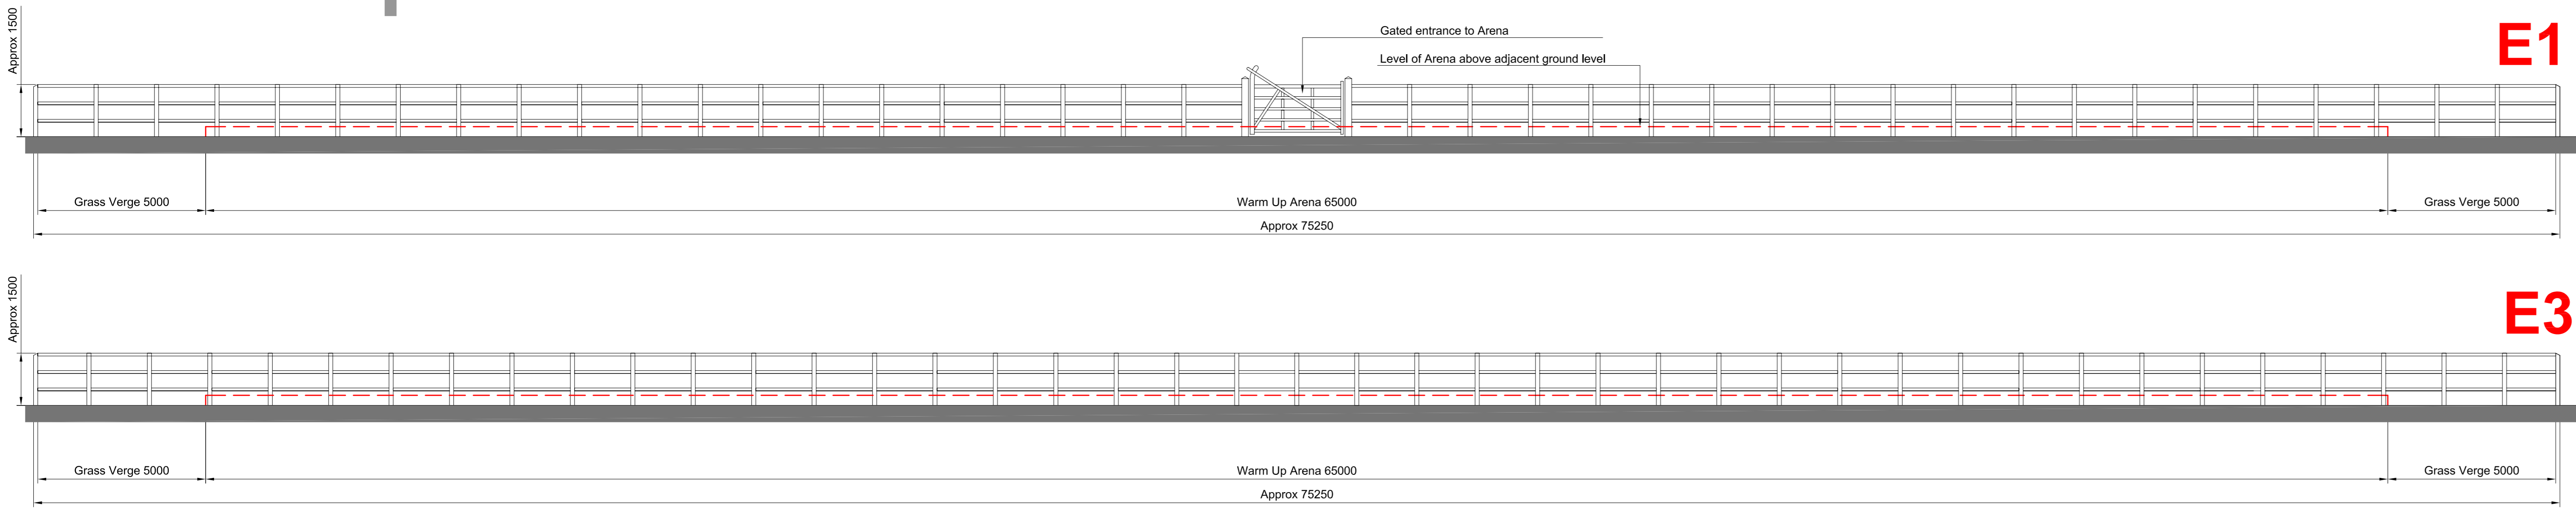 Approx 1500
Gated entrance to Arena
Level of Arena above adjacent ground level
E1
Grass Verge 5000
Warm Up Arena 65000
Grass Verge 5000
Approx 75250
Approx 1500
E3
Grass Verge 5000
Warm Up Arena 65000
Grass Verge 5000
Approx 75250